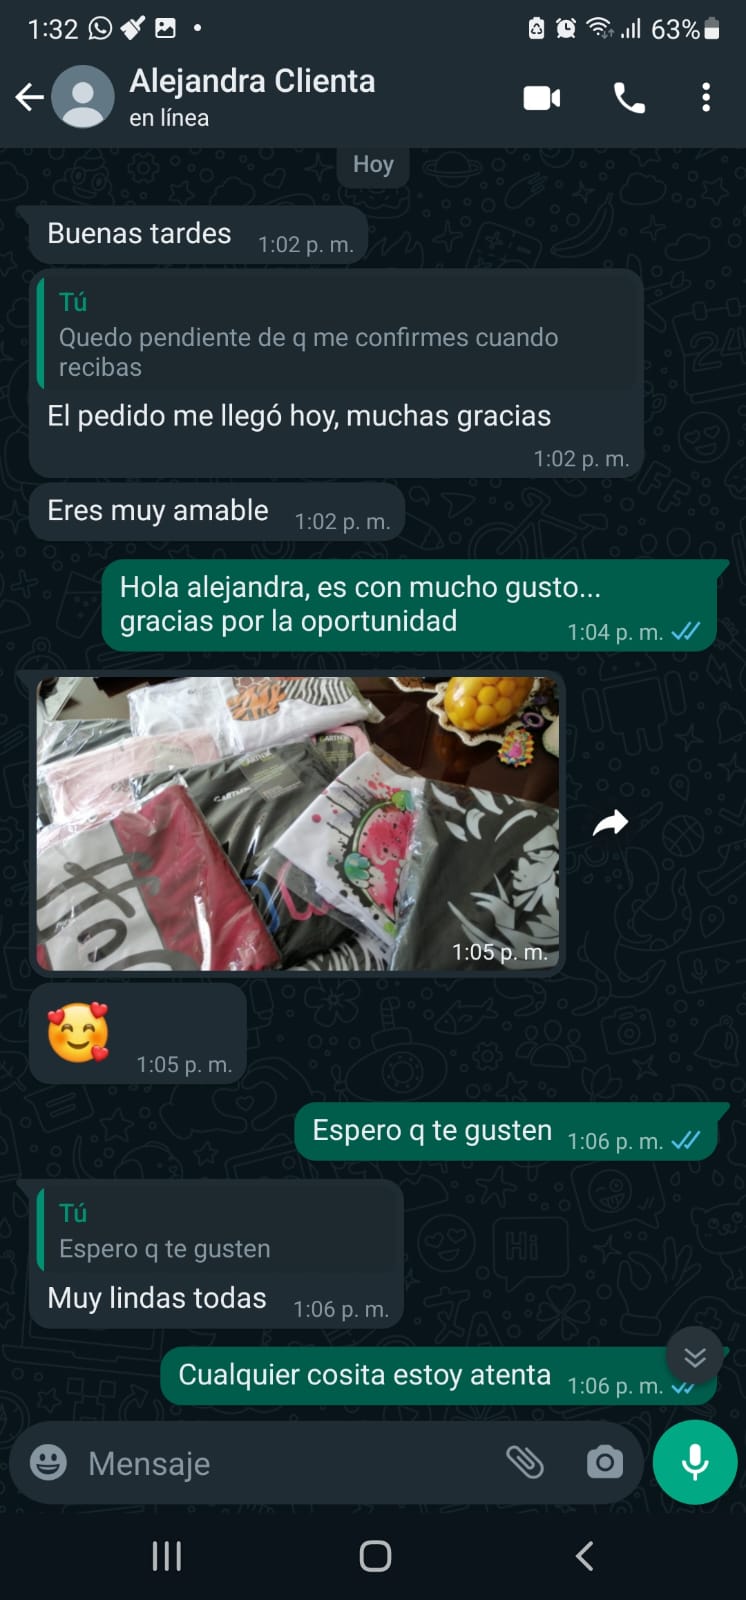 1:32
63%
Alejandra Clienta
en línea
Hoy
Buenas tardes
1:02 p. m.
Tú
Quedo pendiente de q me confirmes cuando
recibas
El pedido me llegó hoy, muchas gracias
1:02 p. m.
Eres muy amable
1:02 p. m.
Hola alejandra, es con mucho gusto...
gracias por la oportunidad
1:04 p. m.
1:05 p. m.
1:05 p. m.
Espero q te gusten
1:06 p. m.
Tú
Espero q te gusten
Muy lindas todas
1:06 p. m.
Cualquier cosita estoy atenta
1:06 p. m.
Mensaje